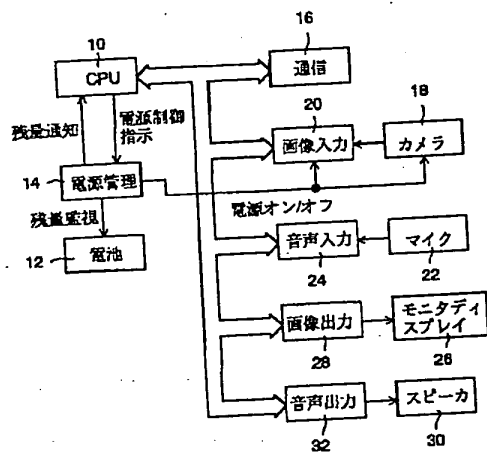 16
10
通信
CPU
20
18
残量通知
電源制御
指示
画像入力
カメラ
14
電源管理
電源オン/オフ
残量監視
音声入力
マイク
12
電池
24
22
画像出力
モニタディ
スプレイ
28
26
音声出力
スピーカ
32
30